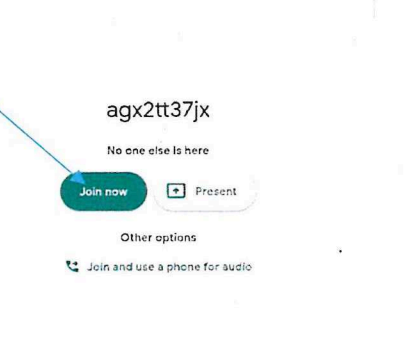 agx2tt37jx
No one else is here
Join now
Present
Other options
Join and use a phone for audio